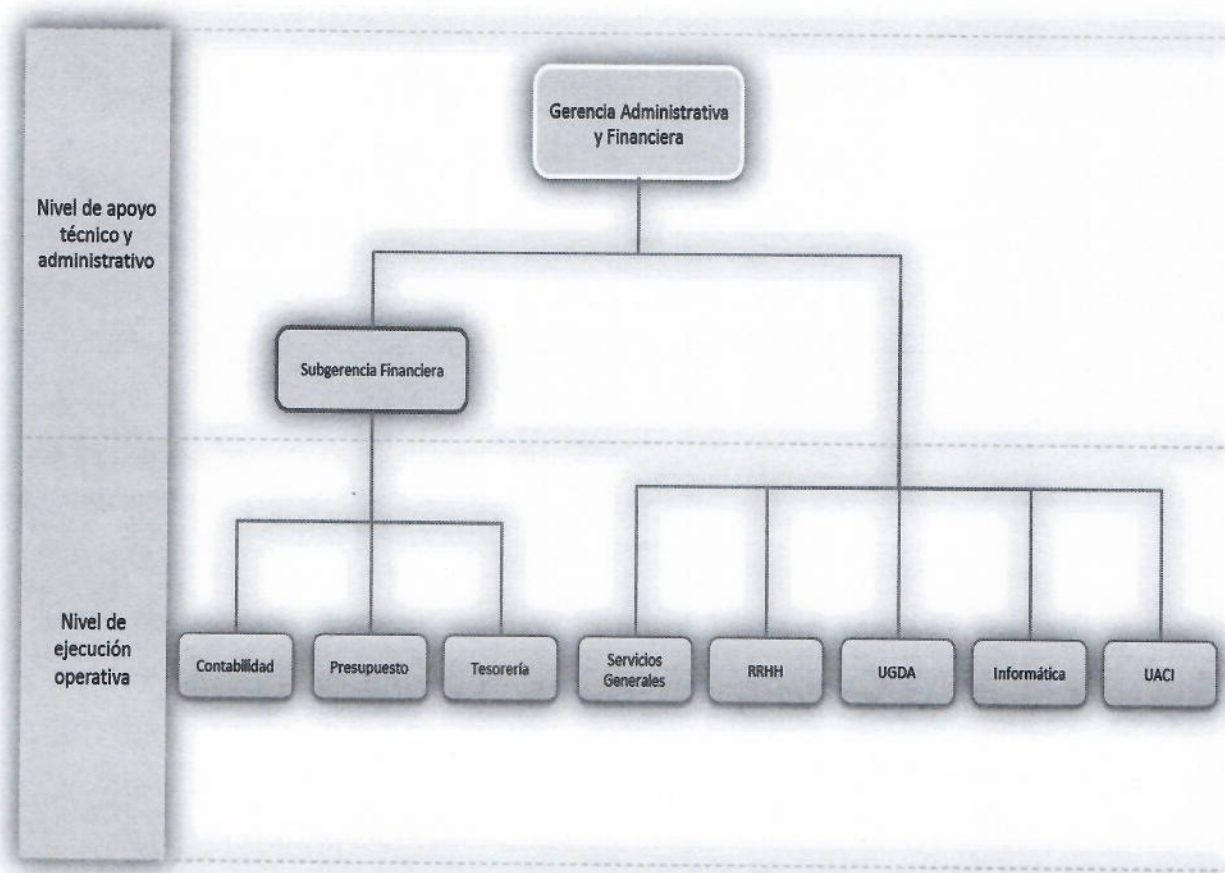 Gerencia Administrativa
y Financiera
Nivel de apoyo
técnico y
administrativo
Subgerencia Financiera
Nivel de
ejecución
operativa
Contabilidad
Presupuesto
Tesorería
Servicios
Generales
RRHH
UGDA
Informática
UACI